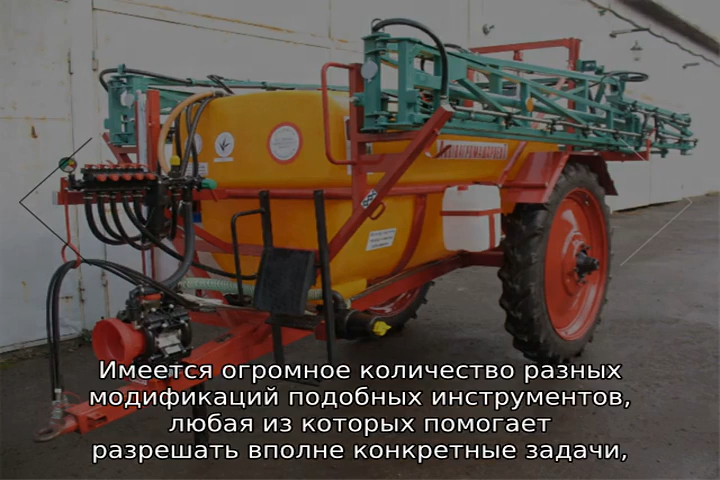 Имеется огромное количество разных
модификаций подобных инструментов,
любая из которых помогает
разрешать вполне конкретные задачи,